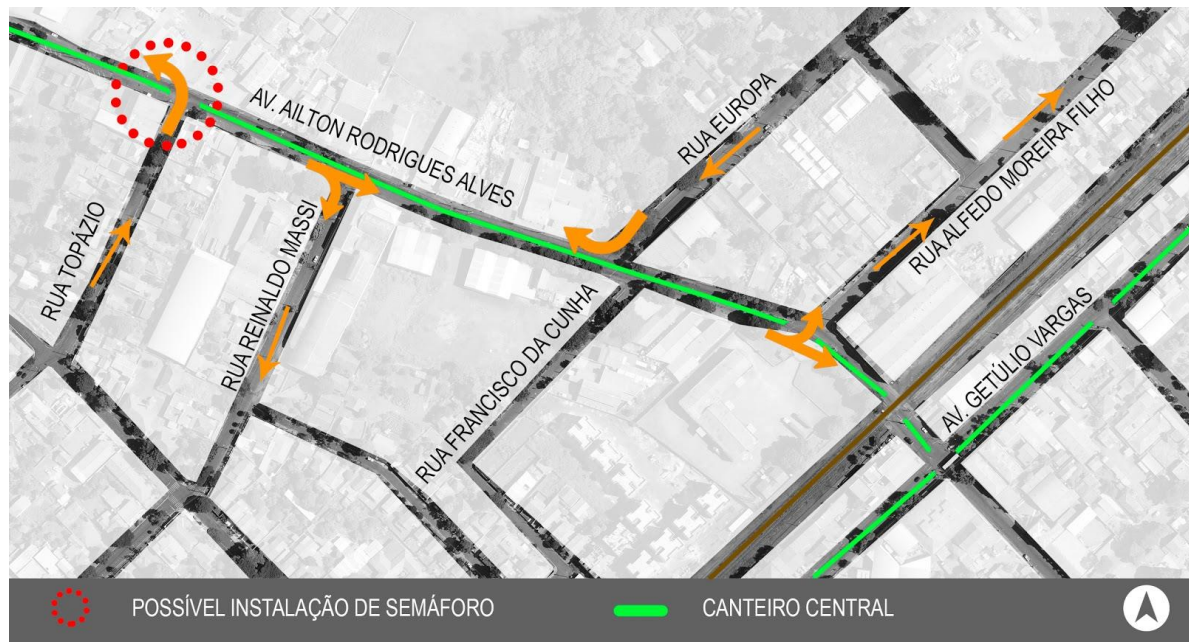 AV. AILTON RODRIGUES ALVES
RUA EUROPA
RUA ALFEDO MOREIRA FILHO
RUA TOPÁZIO
RUA REINALDO MASSI
RUA FRANCISCO DA CUNHA
AV. GETÚLIO VARGAS
POSSÍVEL INSTALAÇÃO DE SEMÁFORO
CANTEIRO CENTRAL